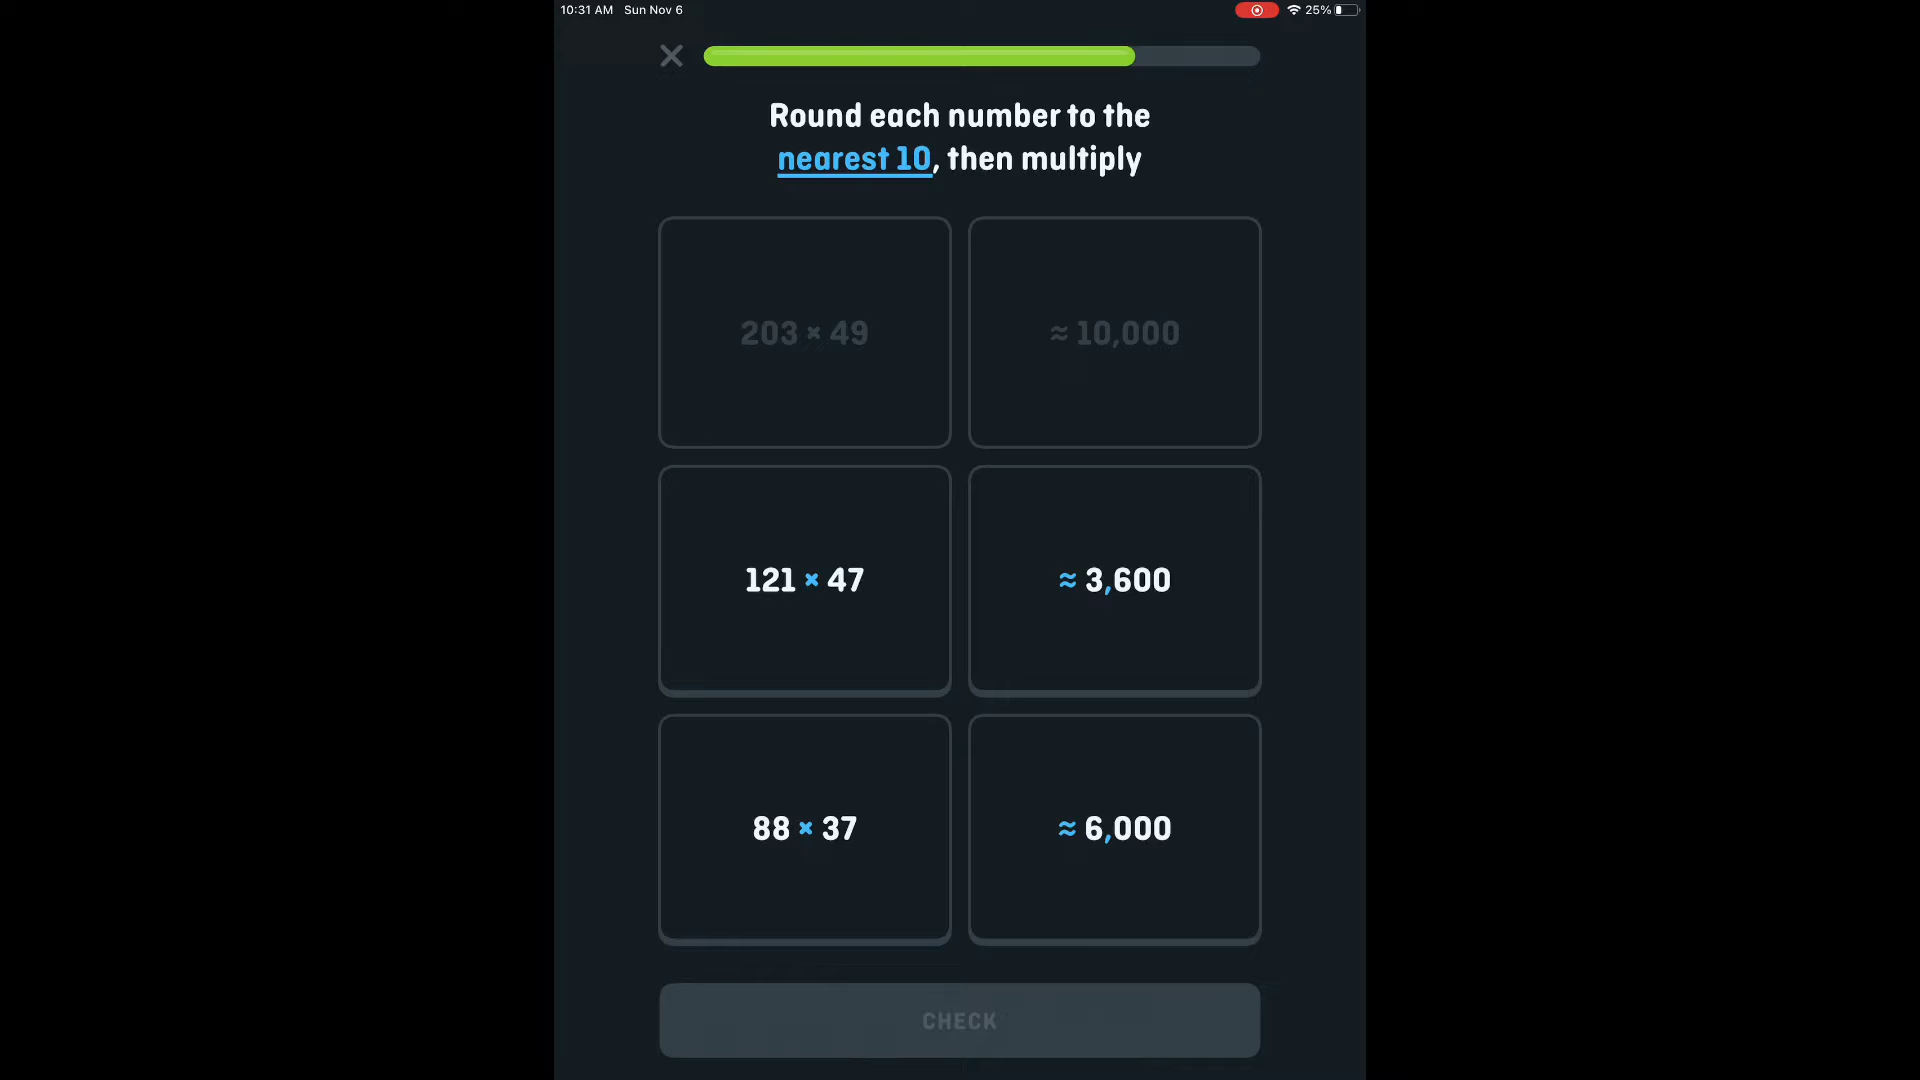 10:31 AM Sun Nov 6 25%
Round each number to the
nearest 10, then multiply
203 × 49 ≈ 10,000
121 × 47 ≈ 3,600
88 × 37 ≈ 6,000
CHECK